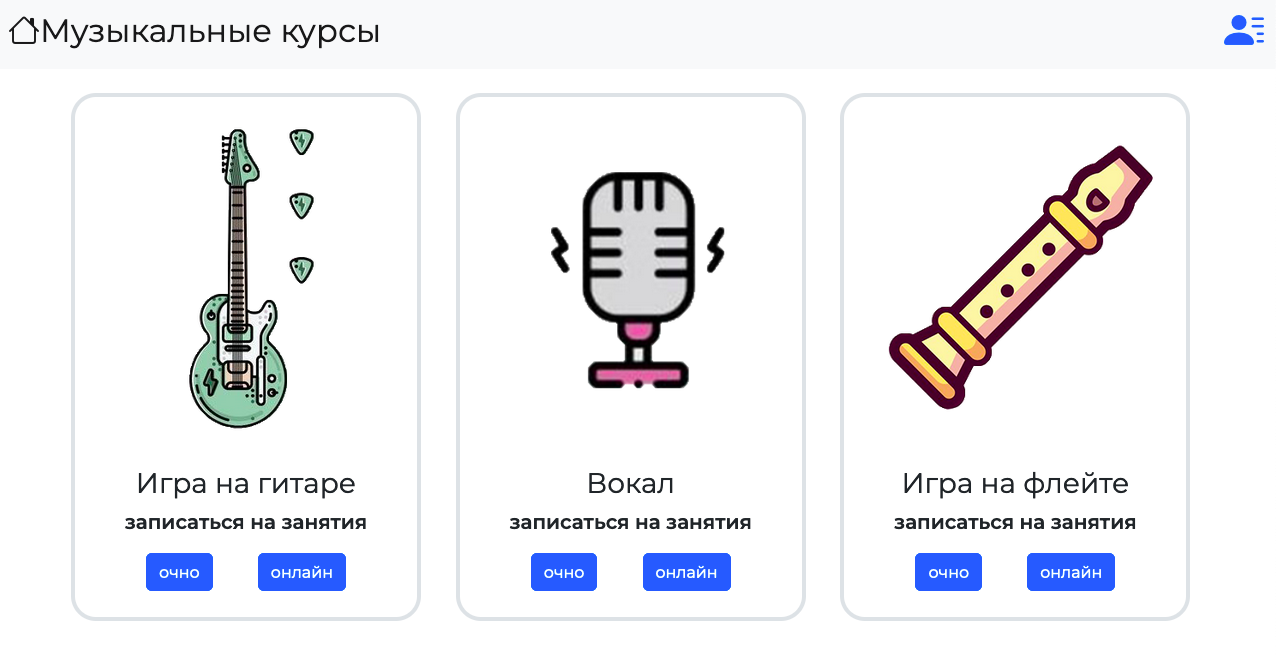 Музыкальные курсы
Игра на гитаре
записаться на занятия
очно онлайн
Вокал
записаться на занятия
очно онлайн
Игра на флейте
записаться на занятия
очно онлайн